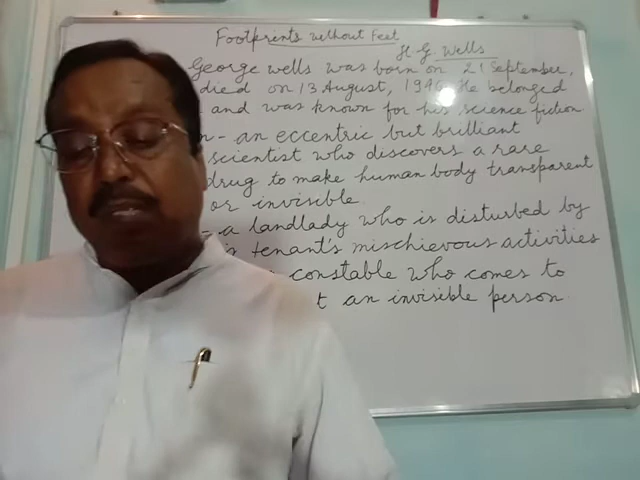 Footprints without Feet
H. G. Wells
George wells was born on 21 September,
died on 13 August, 1946. He belonged
and was known for his science fiction
n - an eccentric but brilliant
scientist who discovers a rare
drug to make human body transparent
or invisible.
- a landlady who is disturbed by
tenant's mischievous activities
constable who comes to
t an invisible person